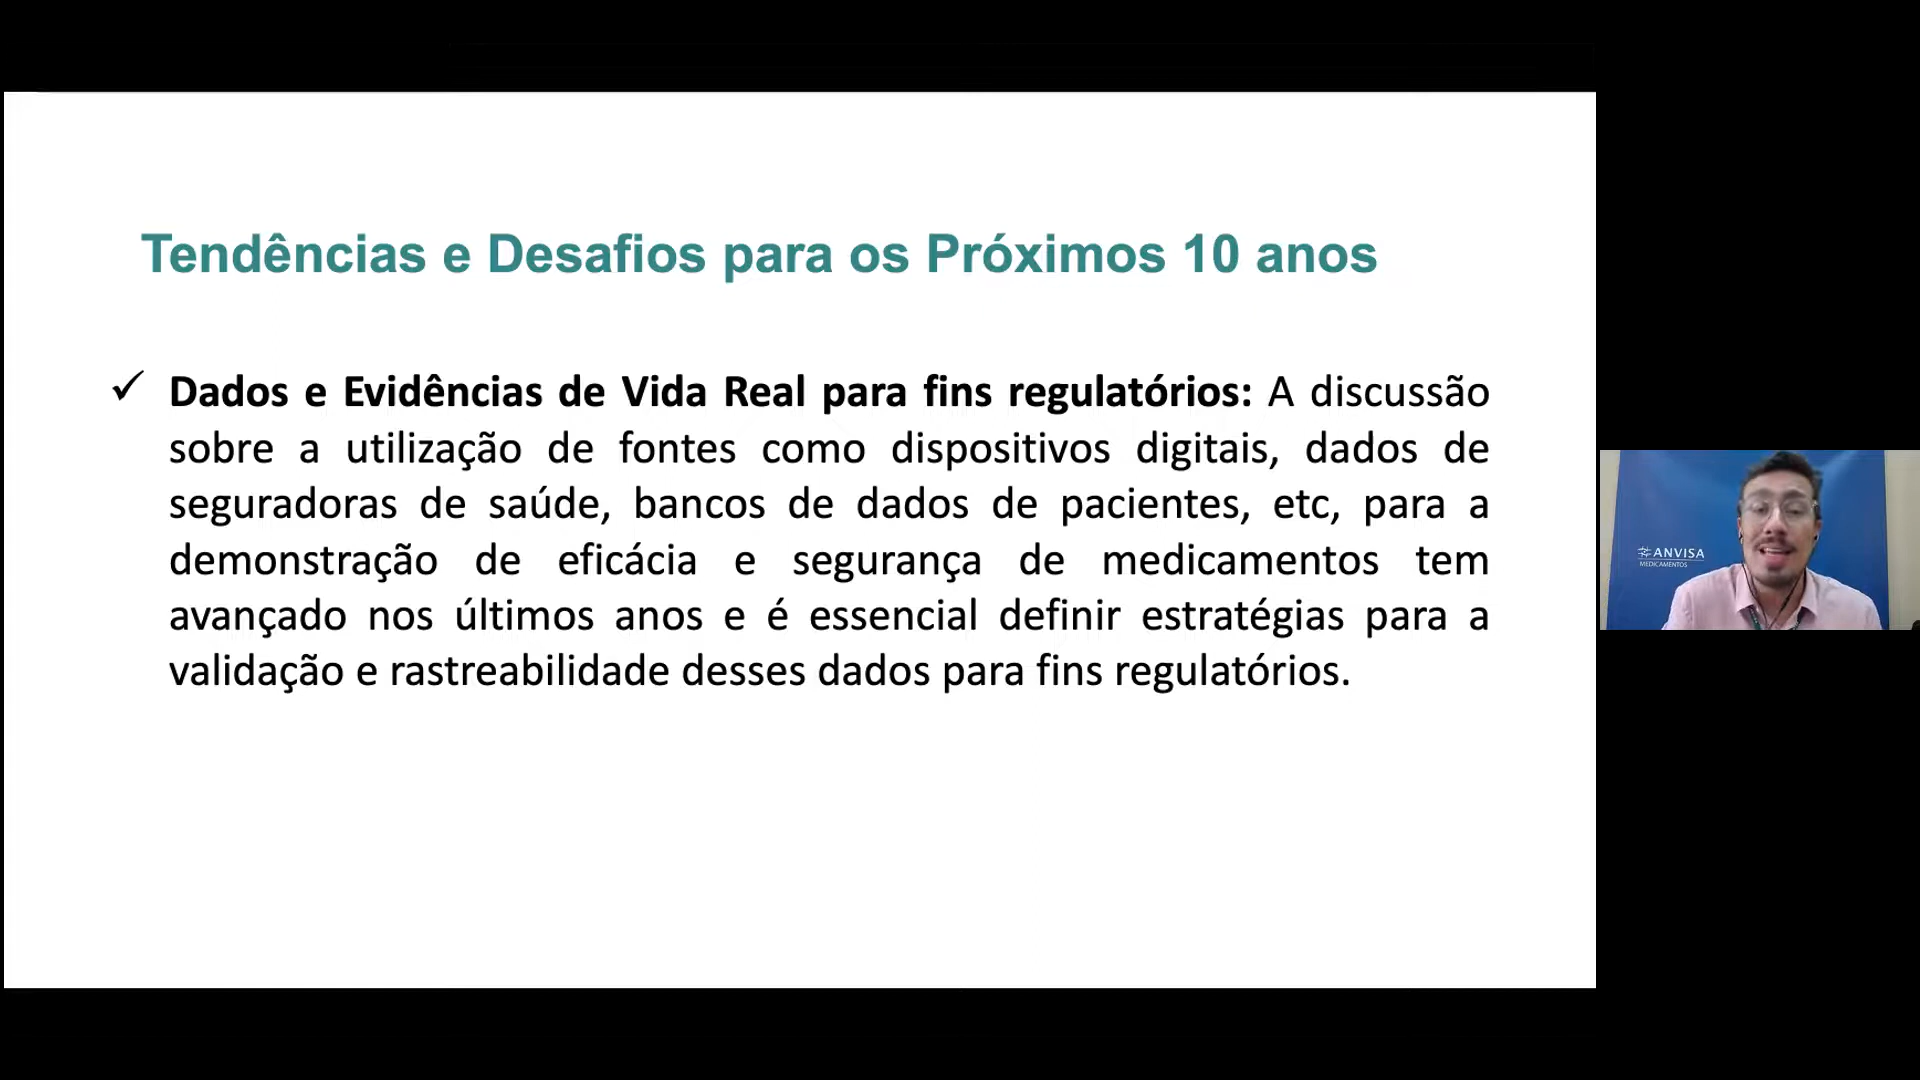 Tendências e Desafios para os Próximos 10 anos
✓ Dados e Evidências de Vida Real para fins regulatórios: A discussão
sobre a utilização de fontes como dispositivos digitais, dados de
seguradoras de saúde, bancos de dados de pacientes, etc, para a
demonstração de eficácia e segurança de medicamentos tem
avançado nos últimos anos e é essencial definir estratégias para a
validação e rastreabilidade desses dados para fins regulatórios.
ANVISA
MEDICAMENTOS